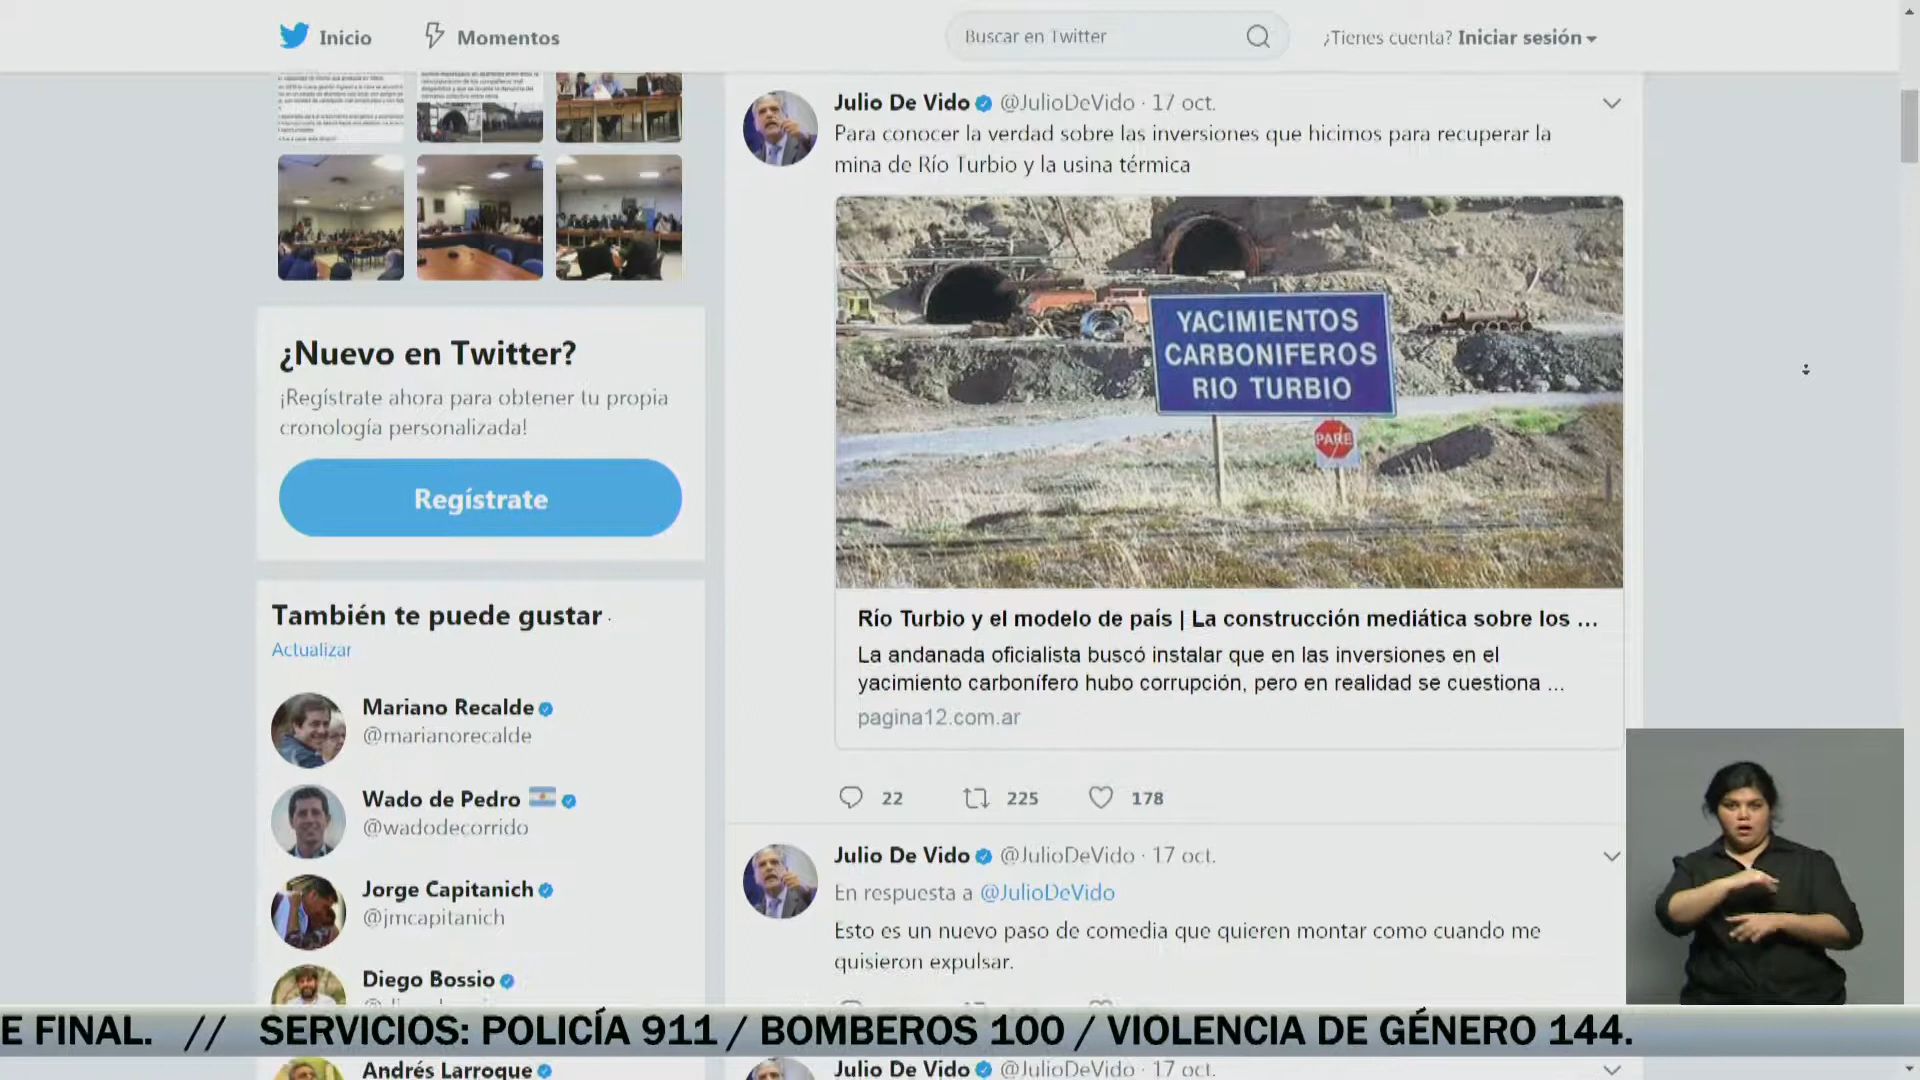 Inicio
Momentos
Buscar en Twitter
¿Tienes cuenta? Iniciar sesión
¿Nuevo en Twitter?
¡Regístrate ahora para obtener tu propia
cronología personalizada!
Regístrate
También te puede gustar ·
Actualizar
Mariano Recalde
@marianorecalde
Wado de Pedro
@wadodecorrido
Jorge Capitanich
@jmcapitanich
Diego Bossio
Andrés Larroque
Julio De Vido @JulioDeVido · 17 oct.
Para conocer la verdad sobre las inversiones que hicimos para recuperar la
mina de Río Turbio y la usina térmica
YACIMIENTOS
CARBONIFEROS
RIO TURBIO
PARE
Río Turbio y el modelo de país | La construcción mediática sobre los ...
La andanada oficialista buscó instalar que en las inversiones en el
yacimiento carbonífero hubo corrupción, pero en realidad se cuestiona ...
pagina12.com.ar
22 225 178
Julio De Vido @JulioDeVido · 17 oct.
En respuesta a @JulioDeVido
Esto es un nuevo paso de comedia que quieren montar como cuando me
quisieron expulsar.
E FINAL. // SERVICIOS: POLICÍA 911 / BOMBEROS 100 / VIOLENCIA DE GÉNERO 144.
Julio De Vido @JulioDeVido · 17 oct.